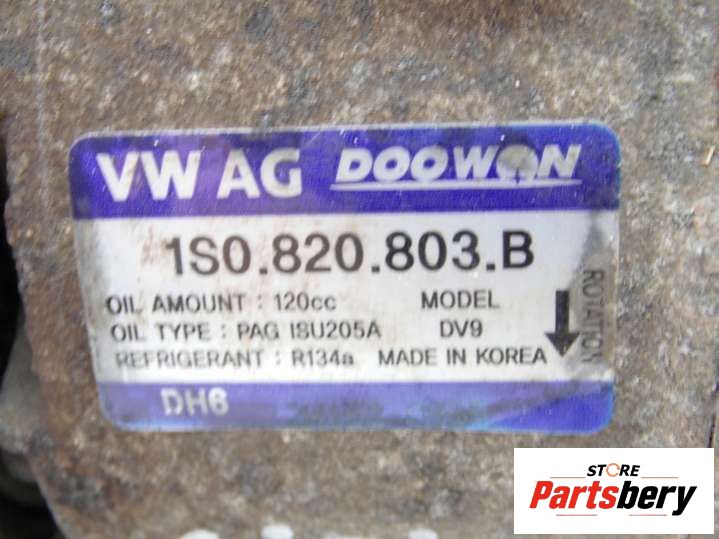 VW AG DOOWON
1S0.820.803.B
OIL AMOUNT : 120cc MODEL
OIL TYPE : PAG ISU205A DV9
REFRIGERANT : R134a MADE IN KOREA
ROTATION
DH6
STORE
Partsbery